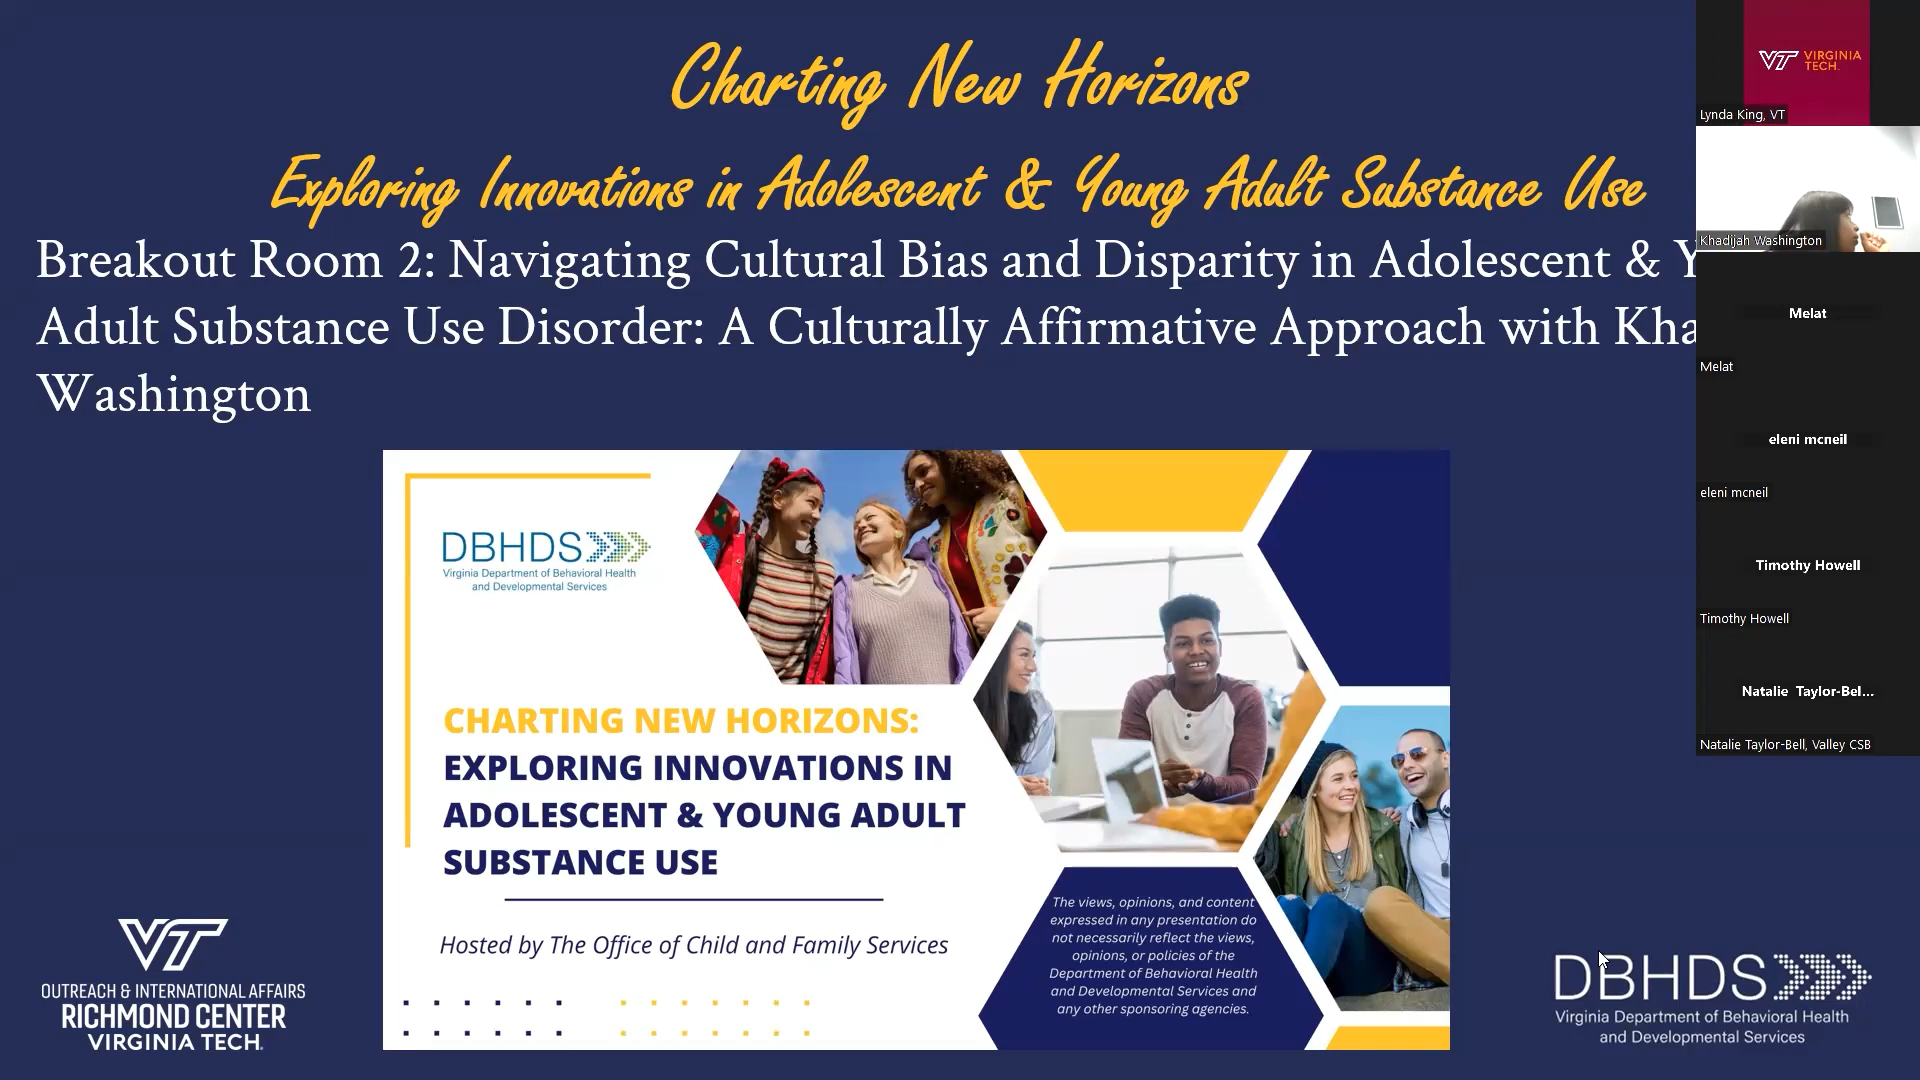 Charting New Horizons
Exploring Innovations in Adolescent & Young Adult Substance Use
Breakout Room 2: Navigating Cultural Bias and Disparity in Adolescent & Y
Adult Substance Use Disorder: A Culturally Affirmative Approach with Kha
Washington
DBHDS
Virginia Department of Behavioral Health
and Developmental Services
CHARTING NEW HORIZONS:
EXPLORING INNOVATIONS IN
ADOLESCENT & YOUNG ADULT
SUBSTANCE USE
Hosted by The Office of Child and Family Services
The views, opinions, and content
expressed in any presentation do
not necessarily reflect the views,
opinions, or policies of the
Department of Behavioral Health
and Developmental Services and
any other sponsoring agencies.
VT
OUTREACH & INTERNATIONAL AFFAIRS
RICHMOND CENTER
VIRGINIA TECH.
DBHDS
Virginia Department of Behavioral Health
and Developmental Services
VT VIRGINIA
TECH.
Lynda King, VT
Khadijah Washington
Melat
Melat
eleni mcneil
eleni mcneil
Timothy Howell
Timothy Howell
Natalie Taylor-Bel...
Natalie Taylor-Bell, Valley CSB